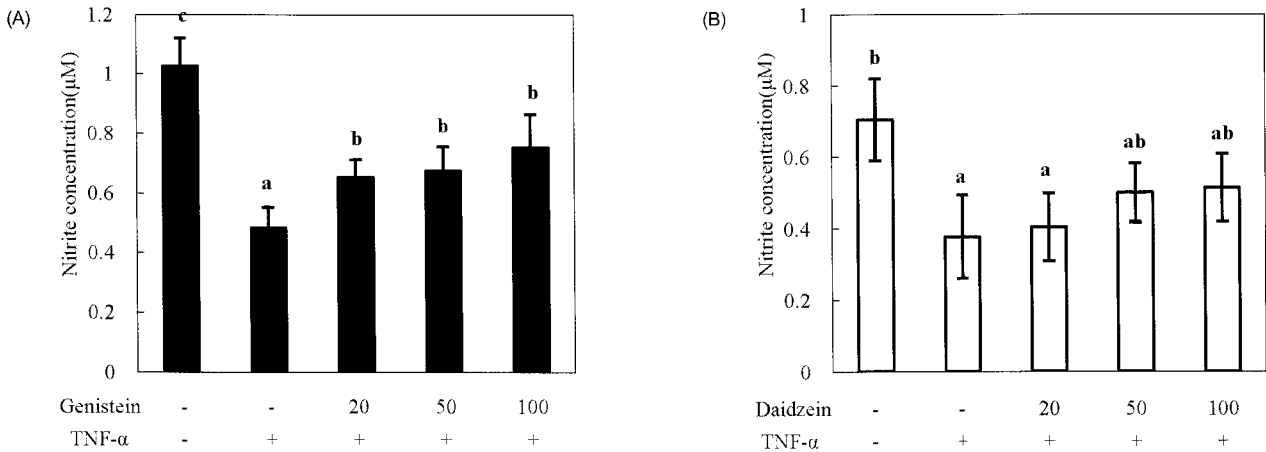 (A)
1.2
1
0.8
0.6
0.4
0.2
0
Nitrite concentration(μM)
c
a
b
b
b
Genistein - - 20 50 100
TNF-α - + + + +
(B)
1
0.8
0.6
0.4
0.2
0
Nitrite concentration(μM)
b
a
a
ab
ab
Daidzein - - 20 50 100
TNF-α - + + + +